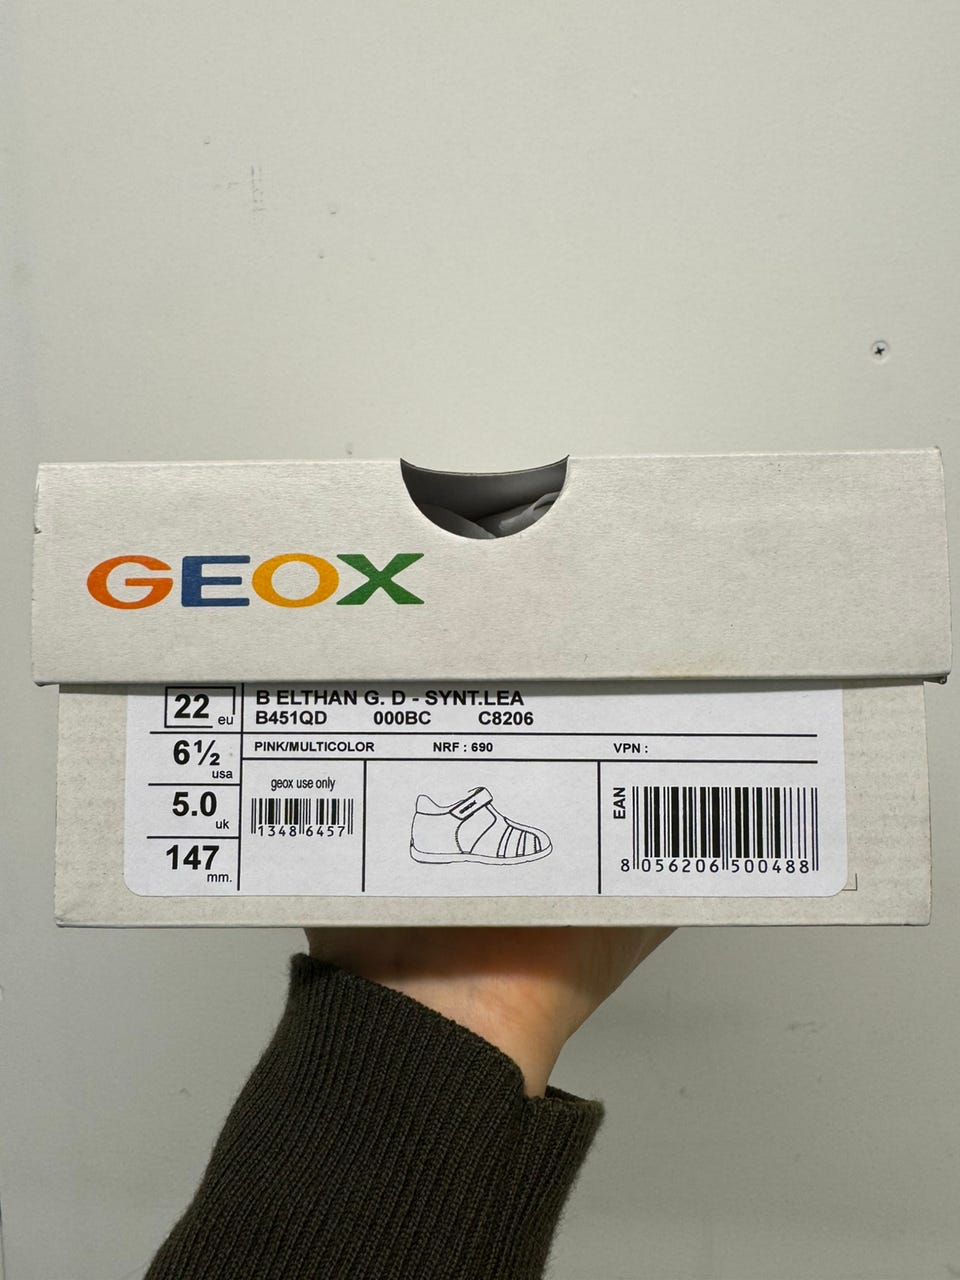 GEOX
22 eu
B ELTHAN G. D - SYNT.LEA
B451QD 000BC C8206
6½ usa
PINK/MULTICOLOR NRF : 690 VPN :
5.0 uk
geox use only
1348 6457
EAN
8 056206 500488
147 mm.